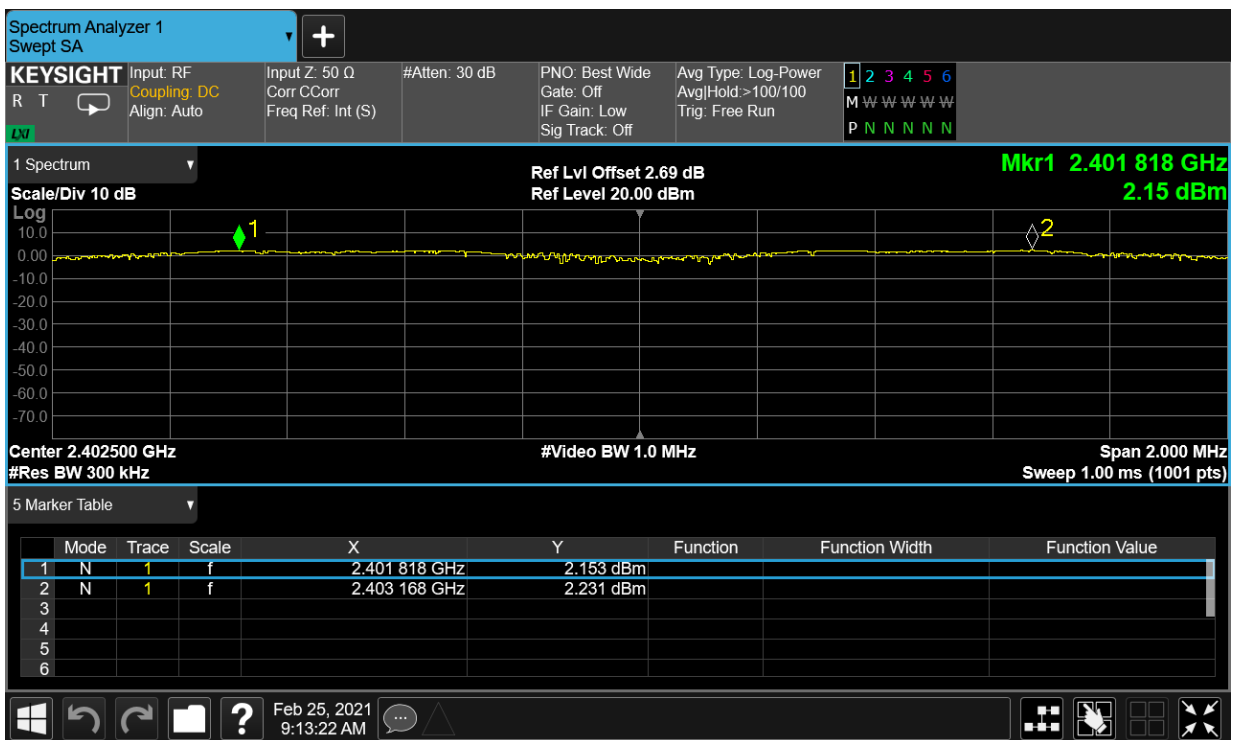 Spectrum Analyzer 1
Swept SA
KEYSIGHT
R T
LXI
Input: RF
Coupling: DC
Align: Auto
Input Z: 50 Ω
Corr CCorr
Freq Ref: Int (S)
#Atten: 30 dB
PNO: Best Wide
Gate: Off
IF Gain: Low
Sig Track: Off
Avg Type: Log-Power
Avg|Hold:>100/100
Trig: Free Run
1 2 3 4 5 6
M W W W W W
P N N N N N
1 Spectrum
Scale/Div 10 dB
Ref Lvl Offset 2.69 dB
Ref Level 20.00 dBm
Mkr1 2.401 818 GHz
2.15 dBm
Log
10.0
0.00
-10.0
-20.0
-30.0
-40.0
-50.0
-60.0
-70.0
1
2
Center 2.402500 GHz
#Res BW 300 kHz
#Video BW 1.0 MHz
Span 2.000 MHz
Sweep 1.00 ms (1001 pts)
5 Marker Table
Mode Trace Scale X Y Function Function Width Function Value
1 N 1 f 2.401 818 GHz 2.153 dBm
2 N 1 f 2.403 168 GHz 2.231 dBm
3
4
5
6
?
Feb 25, 2021
9:13:22 AM